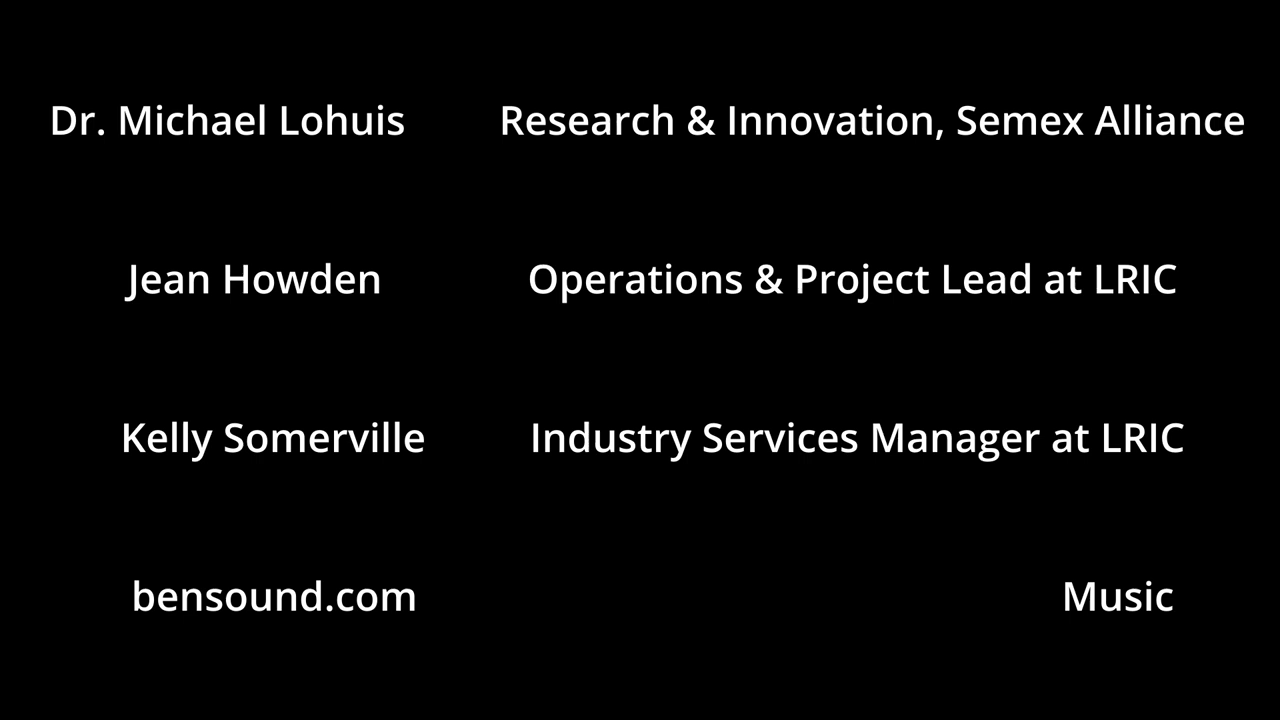 Dr. Michael Lohuis Research & Innovation, Semex Alliance
Jean Howden Operations & Project Lead at LRIC
Kelly Somerville Industry Services Manager at LRIC
bensound.com Music